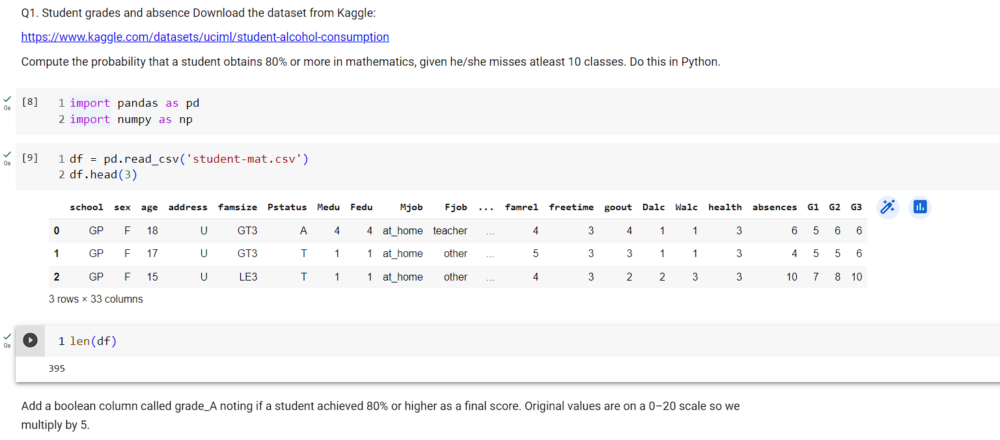 Q1. Student grades and absence Download the dataset from Kaggle:
https://www.kaggle.com/datasets/uciml/student-alcohol-consumption
Compute the probability that a student obtains 80% or more in mathematics, given he/she misses atleast 10 classes. Do this in Python.
0s [8] 1 import pandas as pd
2 import numpy as np
0s [9] 1 df = pd.read_csv('student-mat.csv')
2 df.head(3)
school sex age address famsize Pstatus Medu Fedu Mjob Fjob ... famrel freetime goout Dalc Walc health absences G1 G2 G3
0 GP F 18 U GT3 A 4 4 at_home teacher ... 4 3 4 1 1 3 6 5 6 6
1 GP F 17 U GT3 T 1 1 at_home other ... 5 3 3 1 1 3 4 5 5 6
2 GP F 15 U LE3 T 1 1 at_home other ... 4 3 2 2 3 3 10 7 8 10
3 rows × 33 columns
0s 1 len(df)
395
Add a boolean column called grade_A noting if a student achieved 80% or higher as a final score. Original values are on a 0–20 scale so we
multiply by 5.